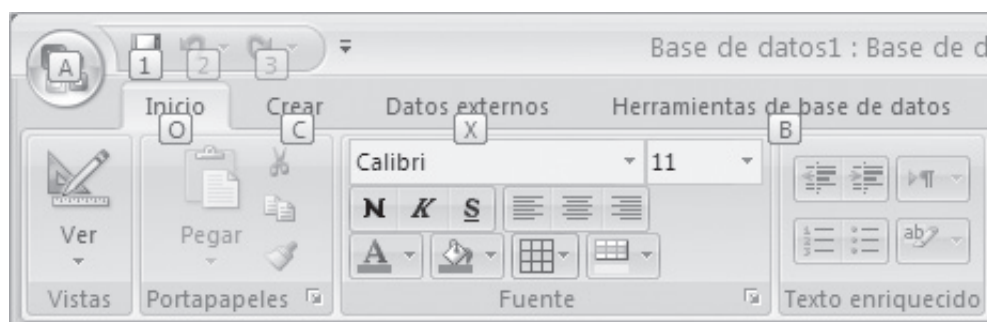 Base de datos1 : Base de d
A 1 2 3
Inicio Crear Datos externos Herramientas de base de datos
O C X B
Calibri 11
N K S
Ver Pegar A ab
Vistas Portapapeles Fuente Texto enriquecido